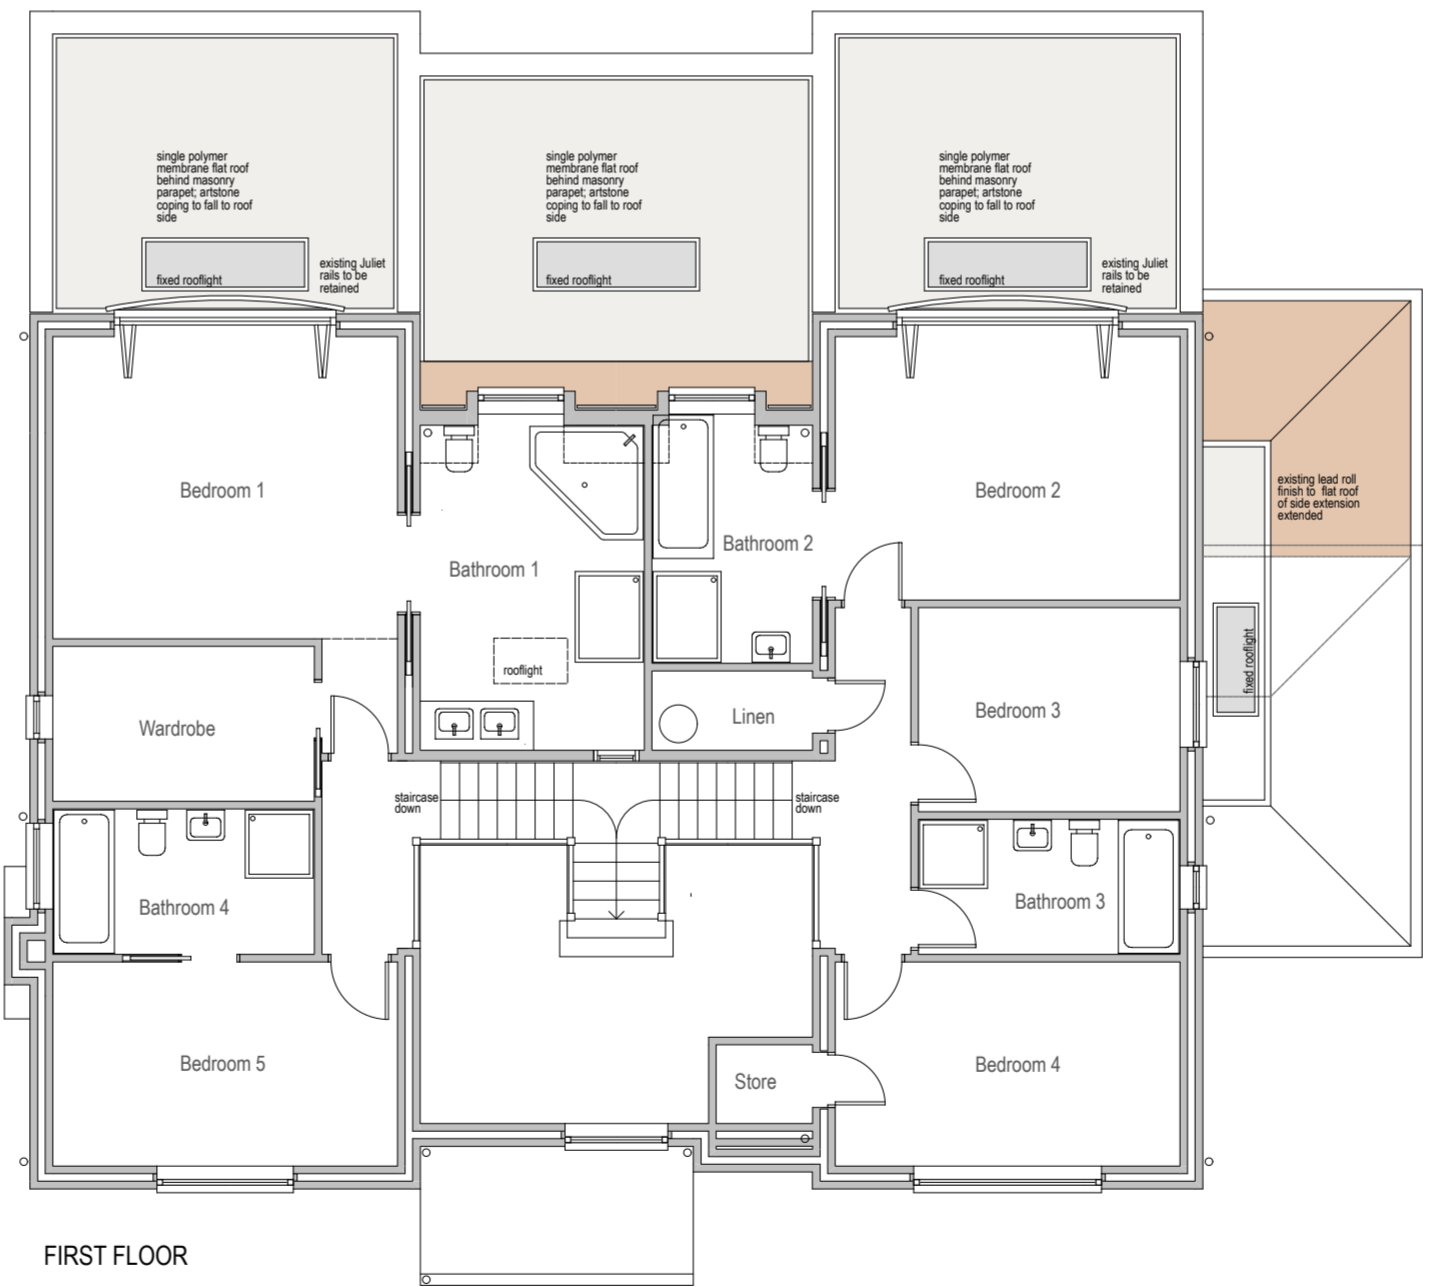 single polymer
membrane flat roof
behind masonry
parapet; artstone
coping to fall to roof
side
single polymer
membrane flat roof
behind masonry
parapet; artstone
coping to fall to roof
side
single polymer
membrane flat roof
behind masonry
parapet; artstone
coping to fall to roof
side
fixed rooflight
existing Juliet
rails to be
retained
fixed rooflight
fixed rooflight
existing Juliet
rails to be
retained
Bedroom 1
Bedroom 2
existing lead roll
finish to flat roof
of side extension
extended
Bathroom 2
Bathroom 1
rooflight
fixed rooflight
Wardrobe
Linen
Bedroom 3
staircase
down
staircase
down
Bathroom 4
Bathroom 3
Bedroom 5
Store
Bedroom 4
FIRST FLOOR